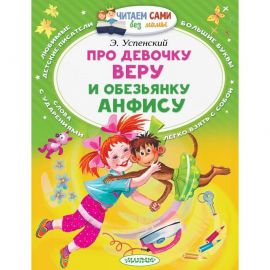 ЧИТАЕМ САМИ
без мамы
ЛЮБИМЫЕ
ДЕТСКИЕ ПИСАТЕЛИ
БОЛЬШИЕ БУКВЫ
СЛОВА
С УДАРЕНИЯМИ
ЛЕГКО ВЗЯТЬ С СОБОЙ
Э. Успенский
ПРО ДЕВОЧКУ
ВЕРУ
И ОБЕЗЬЯНКУ
АНФИСУ
МАЛЫШ